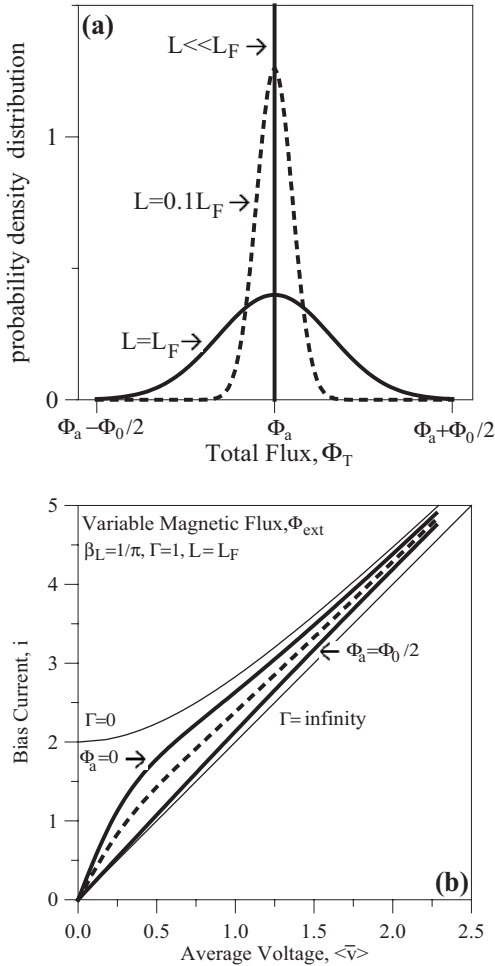 (a)
L<<L_F
probability density distribution
1
L=0.1L_F
L=L_F
0
Φ_a−Φ_0/2
Φ_a
Φ_a+Φ_0/2
Total Flux, Φ_T
5
Variable Magnetic Flux,Φ_ext
β_L=1/π, Γ=1, L= L_F
4
Φ_a=Φ_0/2
3
Bias Current, i
Γ=0
Γ= infinity
2
Φ_a=0
1
0
(b)
0.0
0.5
1.0
1.5
2.0
2.5
Average Voltage, <v̄>